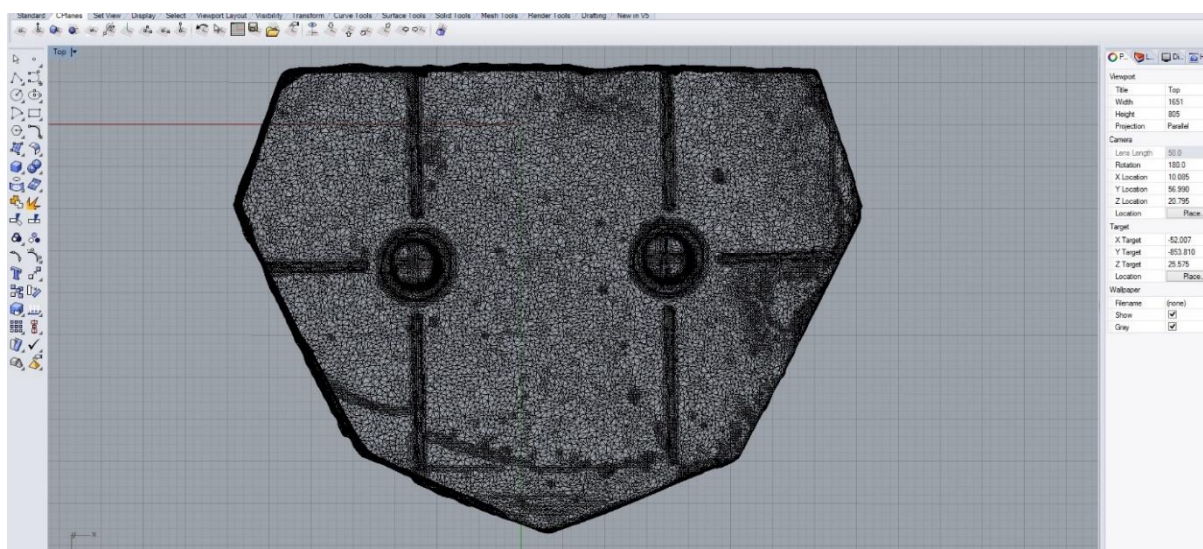 Standard CPlanes Set View Display Select Viewport Layout Visibility Transform Curve Tools Surface Tools Solid Tools Mesh Tools Render Tools Drafting New in V5
Top
P... L... Di...
Viewport
Title Top
Width 1651
Height 805
Projection Parallel
Camera
Lens Length 50.0
Rotation 180.0
X Location 10.085
Y Location 56.990
Z Location 20.795
Location Place...
Target
X Target -52.007
Y Target -853.810
Z Target 25.575
Location Place...
Wallpaper
Filename (none)
Show
Gray